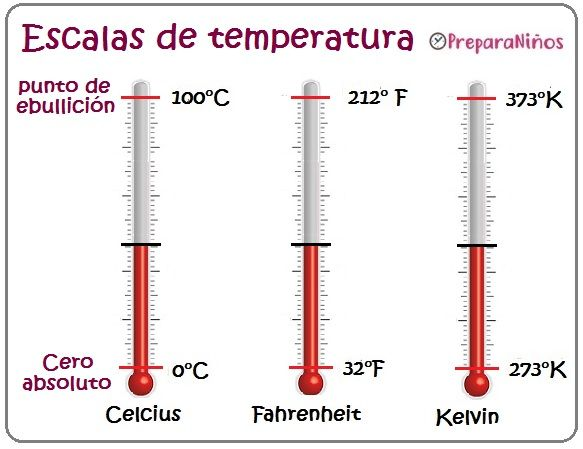 Escalas de temperatura
PreparaNiños
punto de
ebullición
100°C
212° F
373°K
Cero
absoluto
0°C
32°F
273°K
Celcius
Fahrenheit
Kelvin